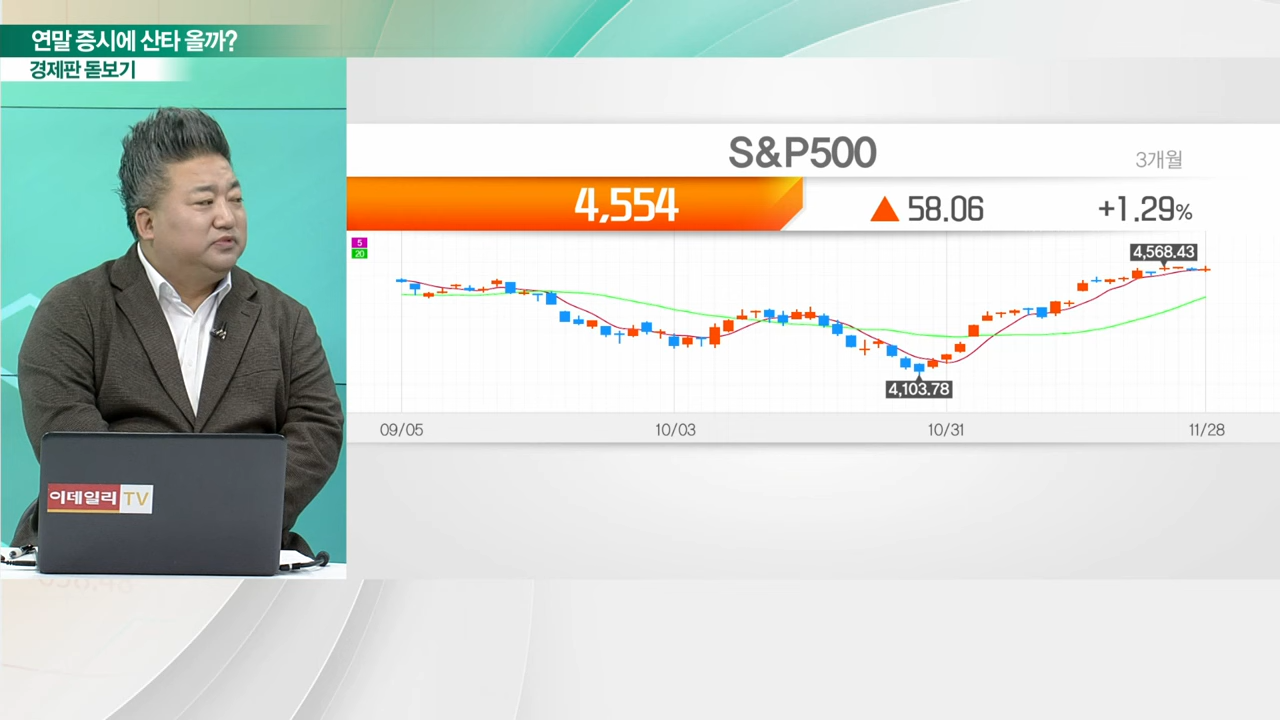 연말 증시에 산타 올까?
경제판 돋보기
S&P500
3개월
4,554
▲ 58.06
+1.29%
5
20
4,568.43
4,103.78
09/05
10/03
10/31
11/28
이데일리 TV